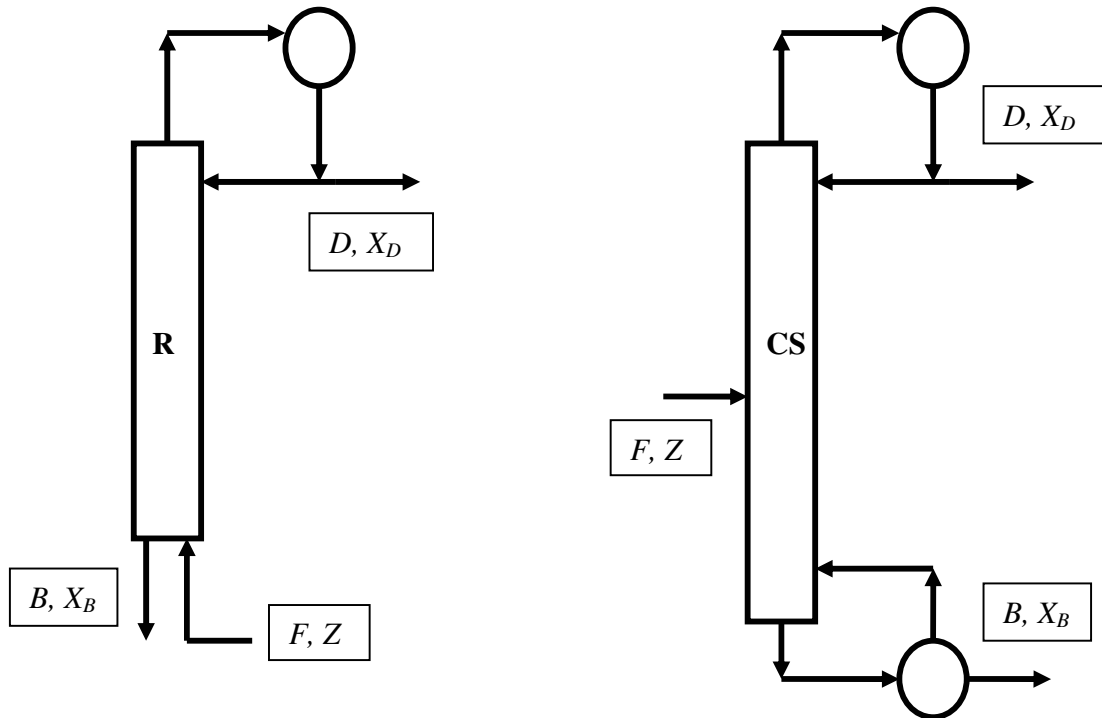 D, X_D
R
B, X_B
F, Z
D, X_D
CS
F, Z
B, X_B